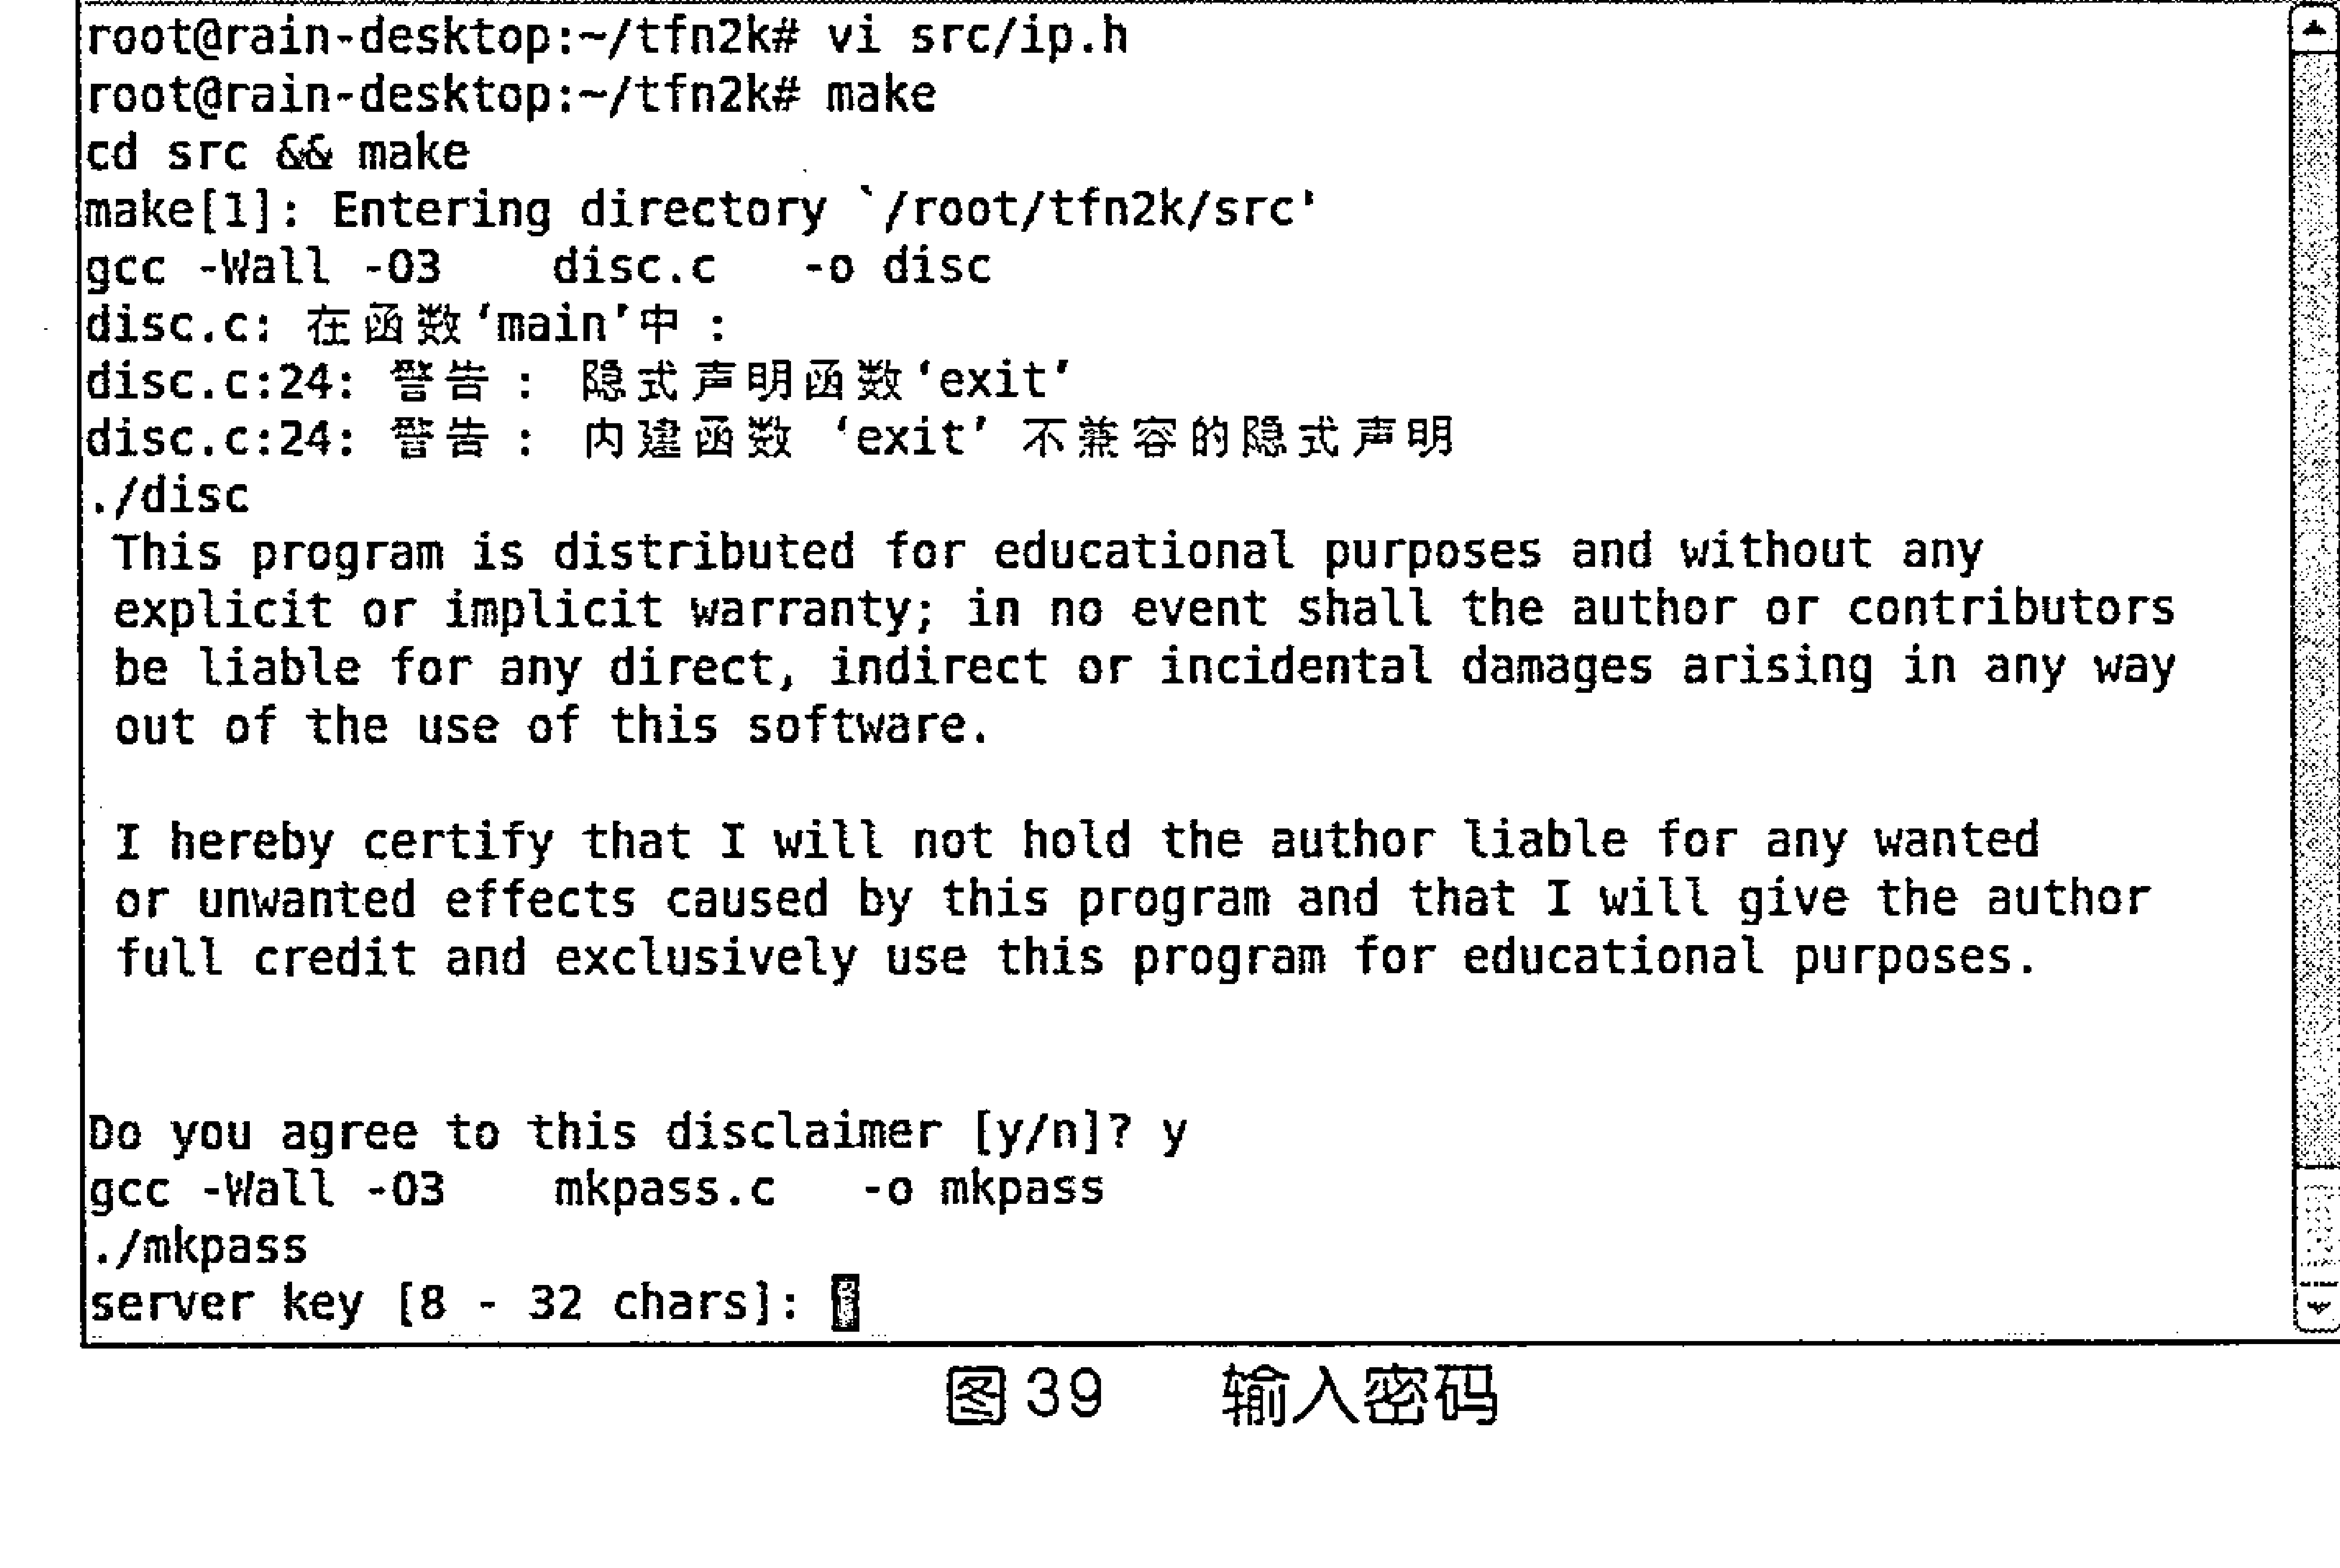 root@rain-desktop:~/tfn2k# vi src/ip.h
root@rain-desktop:~/tfn2k# make
cd src && make
make[1]: Entering directory `/root/tfn2k/src'
gcc -Wall -O3    disc.c   -o disc
disc.c: 在函数‘main’中：
disc.c:24: 警告： 隐式声明函数‘exit’
disc.c:24: 警告： 内建函数 ‘exit’ 不兼容的隐式声明
./disc
This program is distributed for educational purposes and without any
explicit or implicit warranty; in no event shall the author or contributors
be liable for any direct, indirect or incidental damages arising in any way
out of the use of this software.
I hereby certify that I will not hold the author liable for any wanted
or unwanted effects caused by this program and that I will give the author
full credit and exclusively use this program for educational purposes.
Do you agree to this disclaimer [y/n]? y
gcc -Wall -O3    mkpass.c   -o mkpass
./mkpass
server key [8 - 32 chars]:
图 39 输入密码